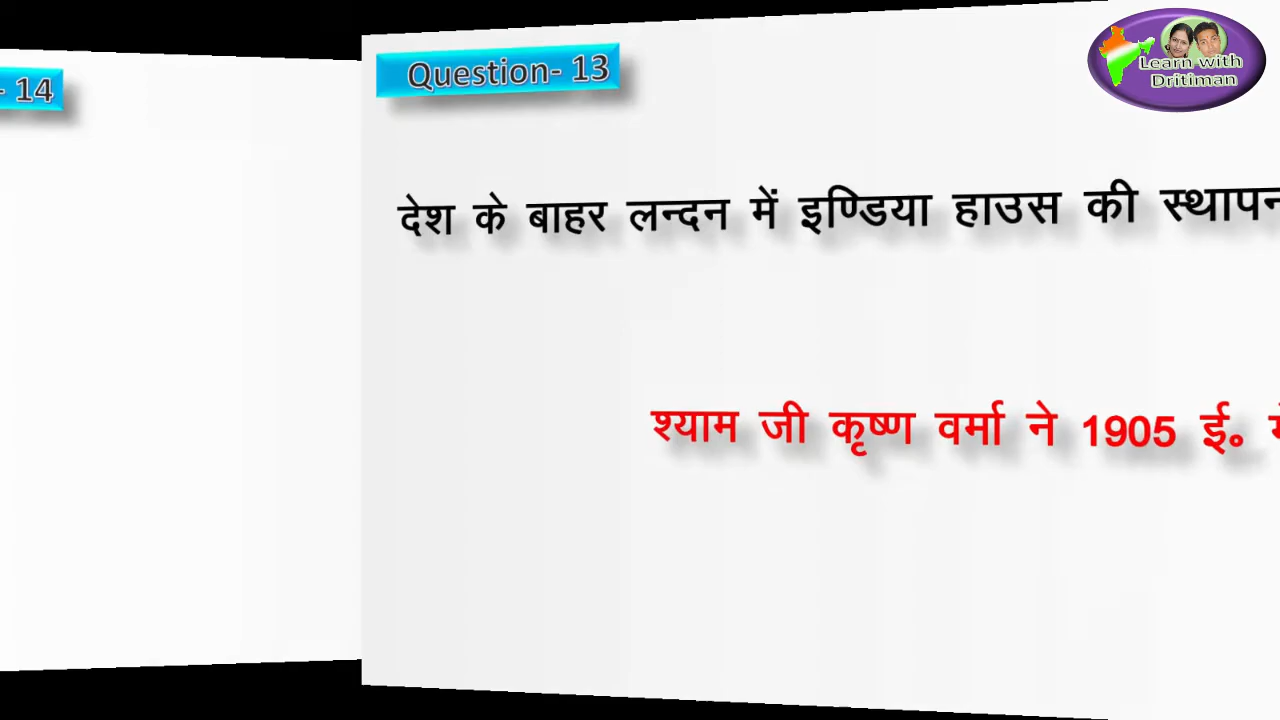 - 14
Question- 13
Learn with
Dritiman
देश के बाहर लन्दन में इण्डिया हाउस की
श्याम जी कृष्ण वर्मा ने 1905 ई॰